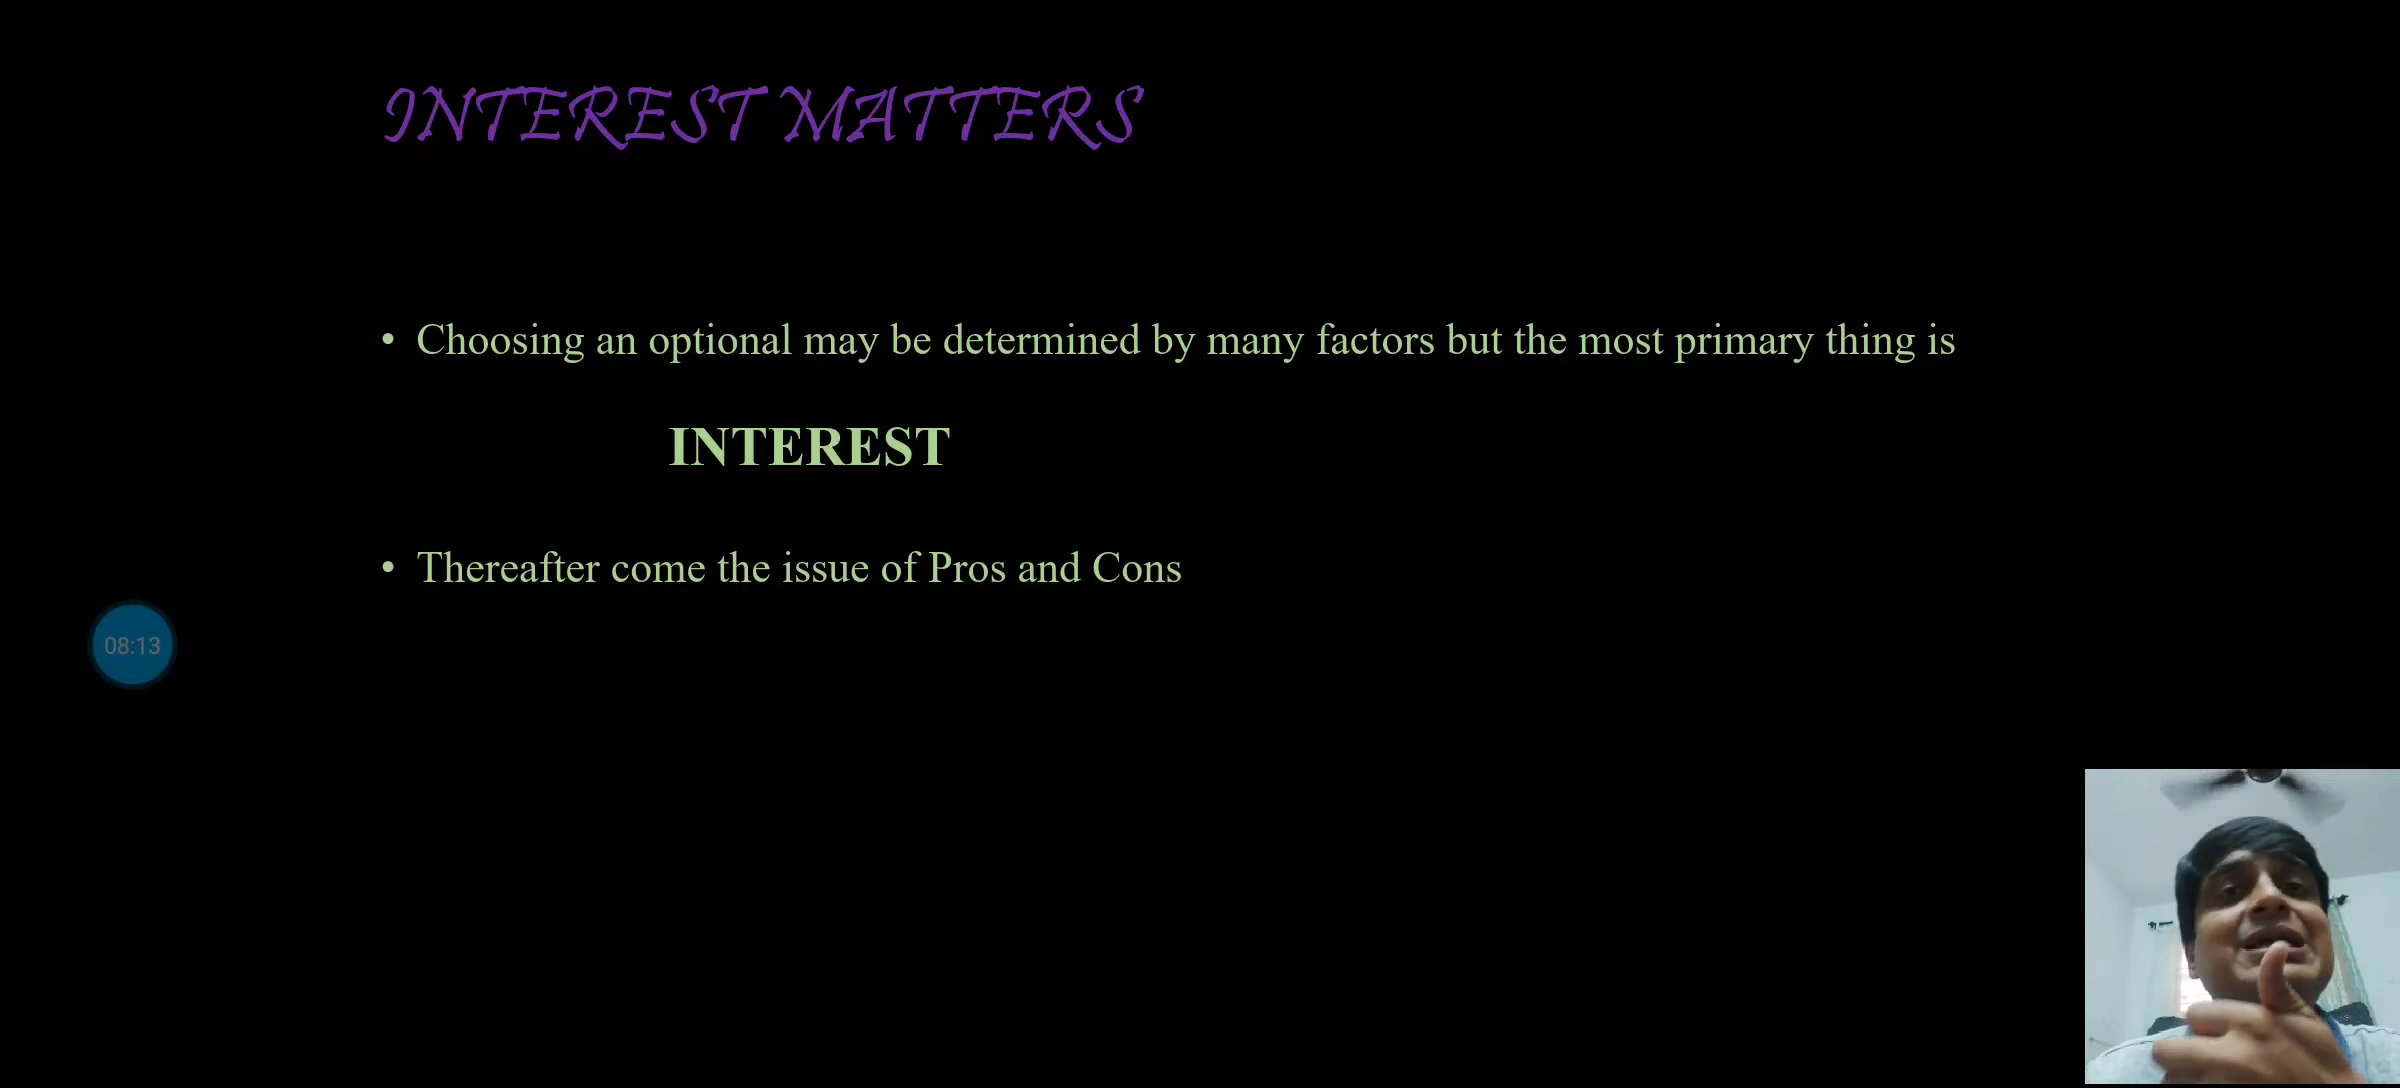 INTEREST MATTERS
• Choosing an optional may be determined by many factors but the most primary thing is
INTEREST
• Thereafter come the issue of Pros and Cons
08:13